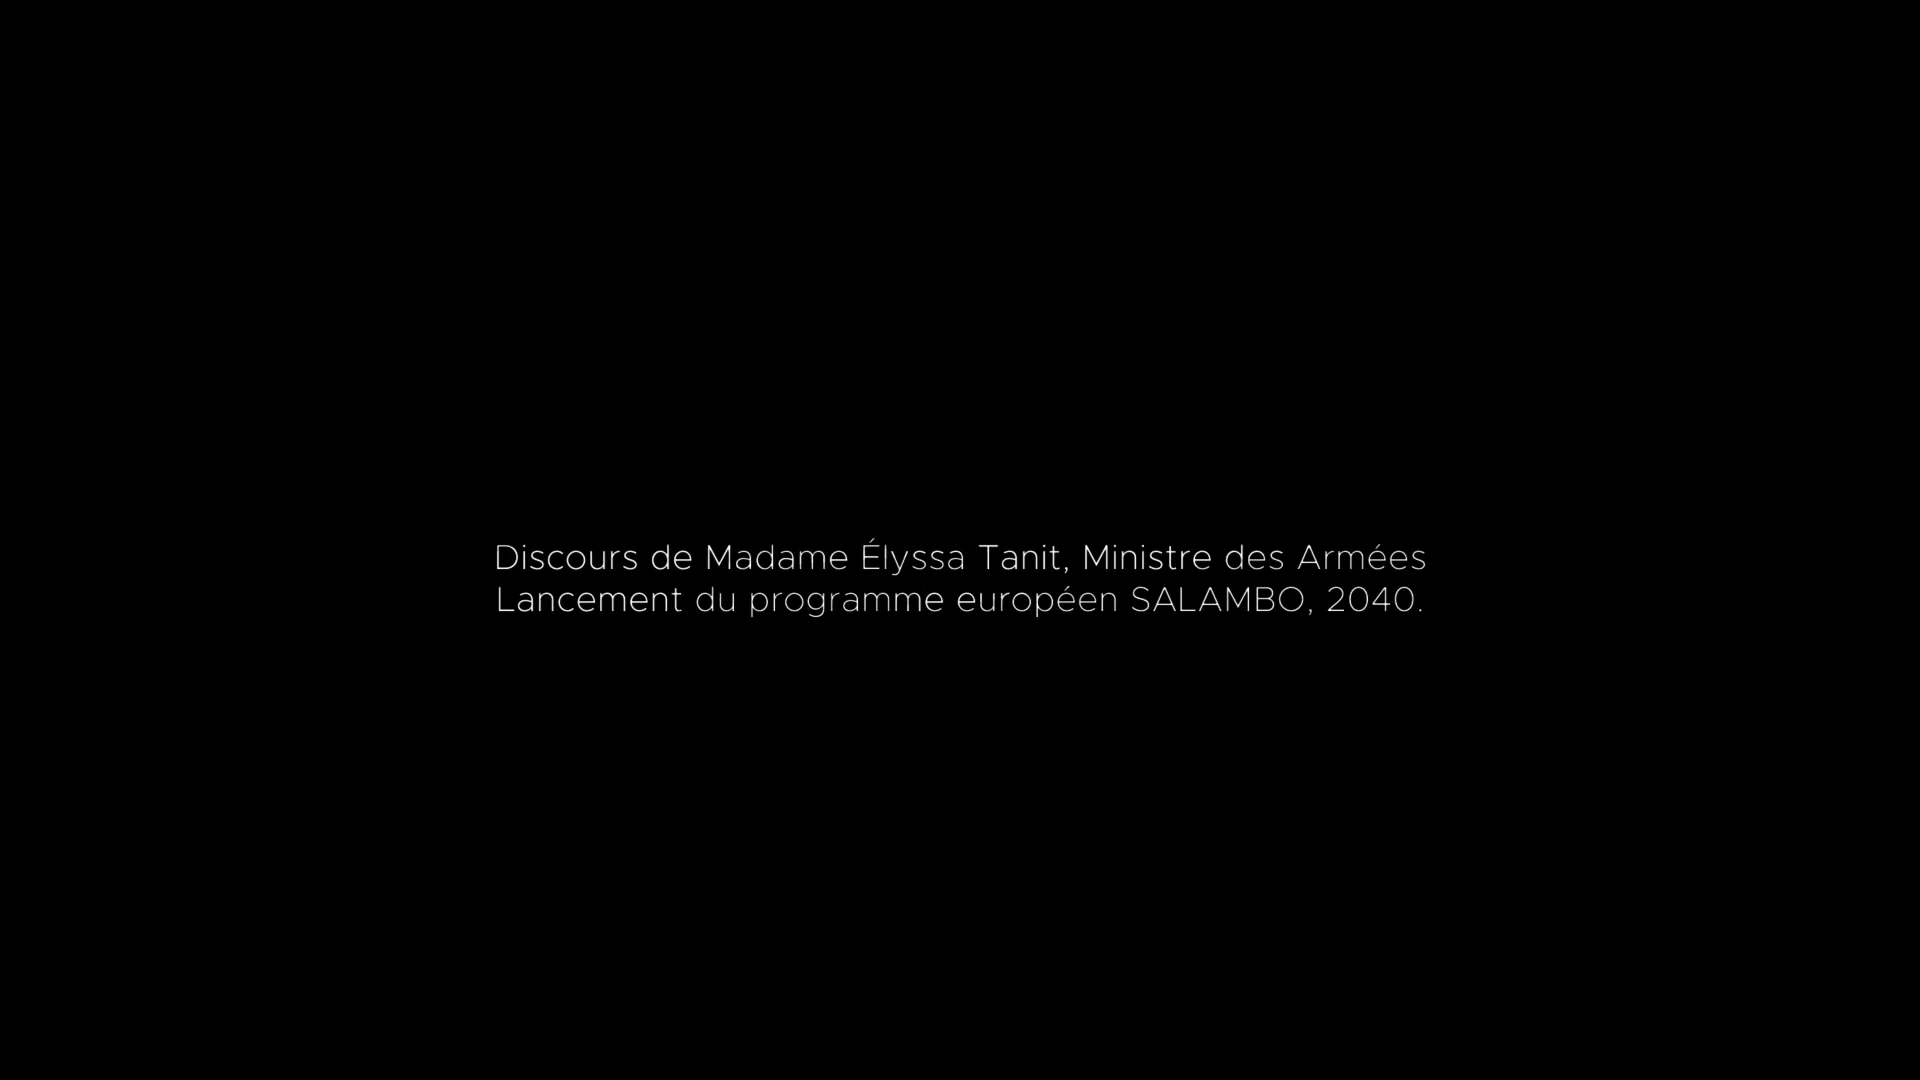 Discours de Madame Élyssa Tanit, Ministre des Armées
Lancement du programme européen SALAMBO, 2040.